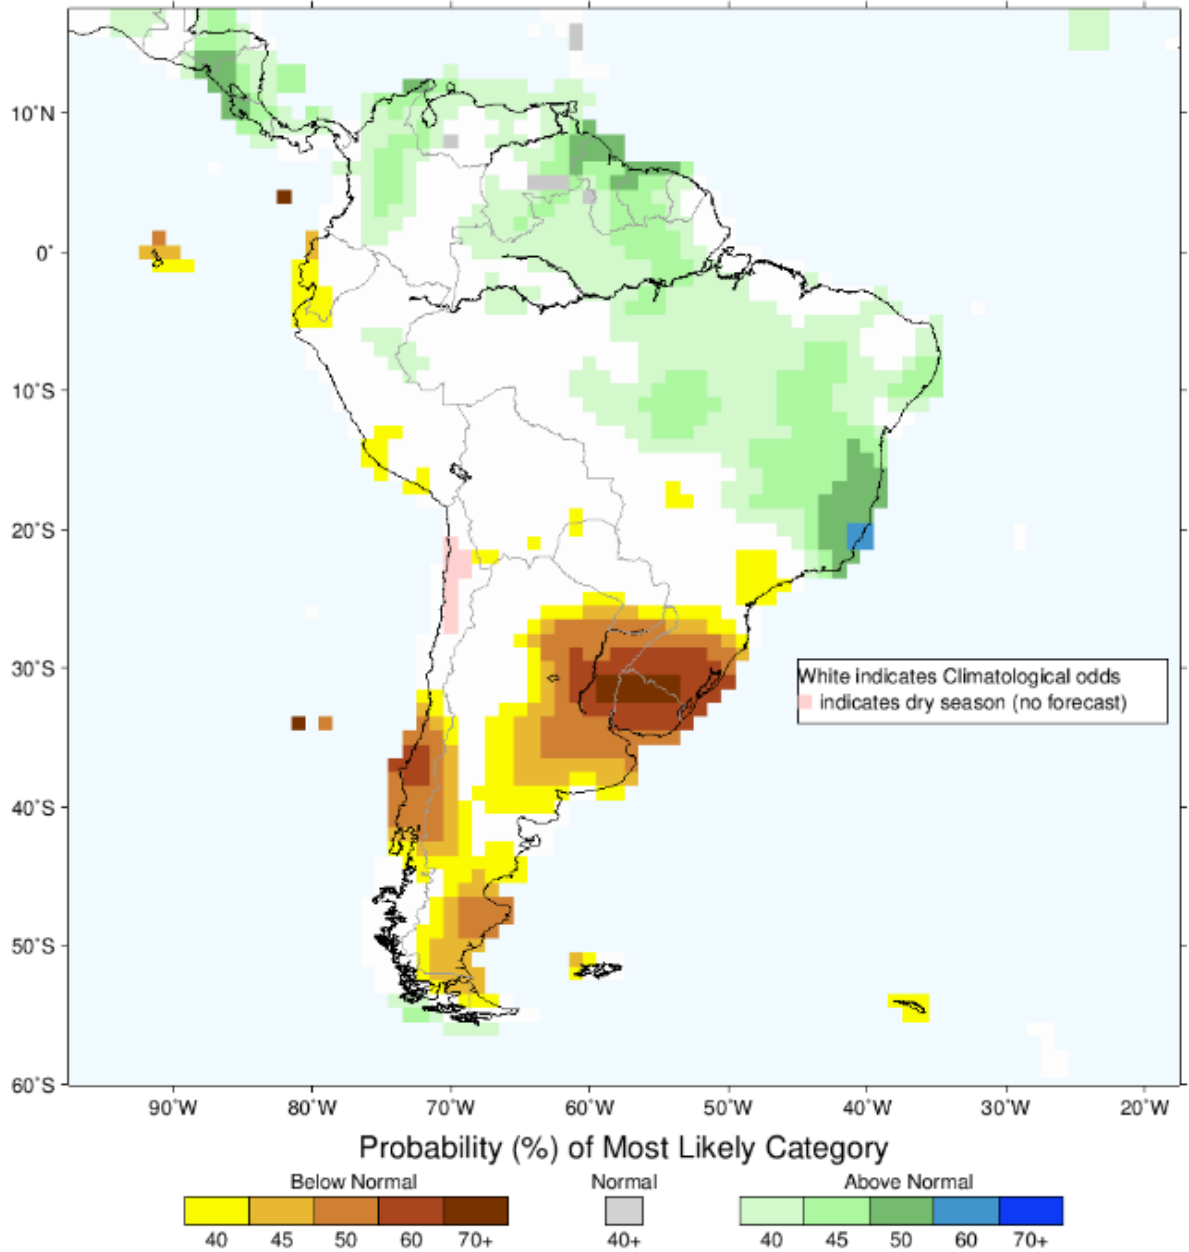 10˚N
0˚
10˚S
20˚S
30˚S
40˚S
50˚S
60˚S
White indicates Climatological odds
indicates dry season (no forecast)
90˚W 80˚W 70˚W 60˚W 50˚W 40˚W 30˚W 20˚W
Probability (%) of Most Likely Category
Below Normal Normal Above Normal
40 45 50 60 70+ 40+ 40 45 50 60 70+